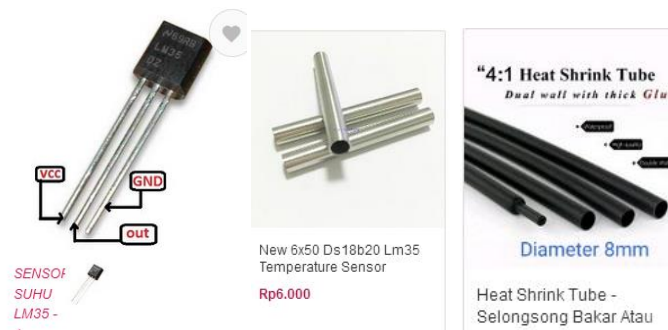 LM35
DZ
VCC
GND
out
SENSOR
SUHU
LM35 -
New 6x50 Ds18b20 Lm35
Temperature Sensor
Rp6.000
“4:1 Heat Shrink Tube
Dual wall with thick Glu
Diameter 8mm
Heat Shrink Tube -
Selongsong Bakar Atau